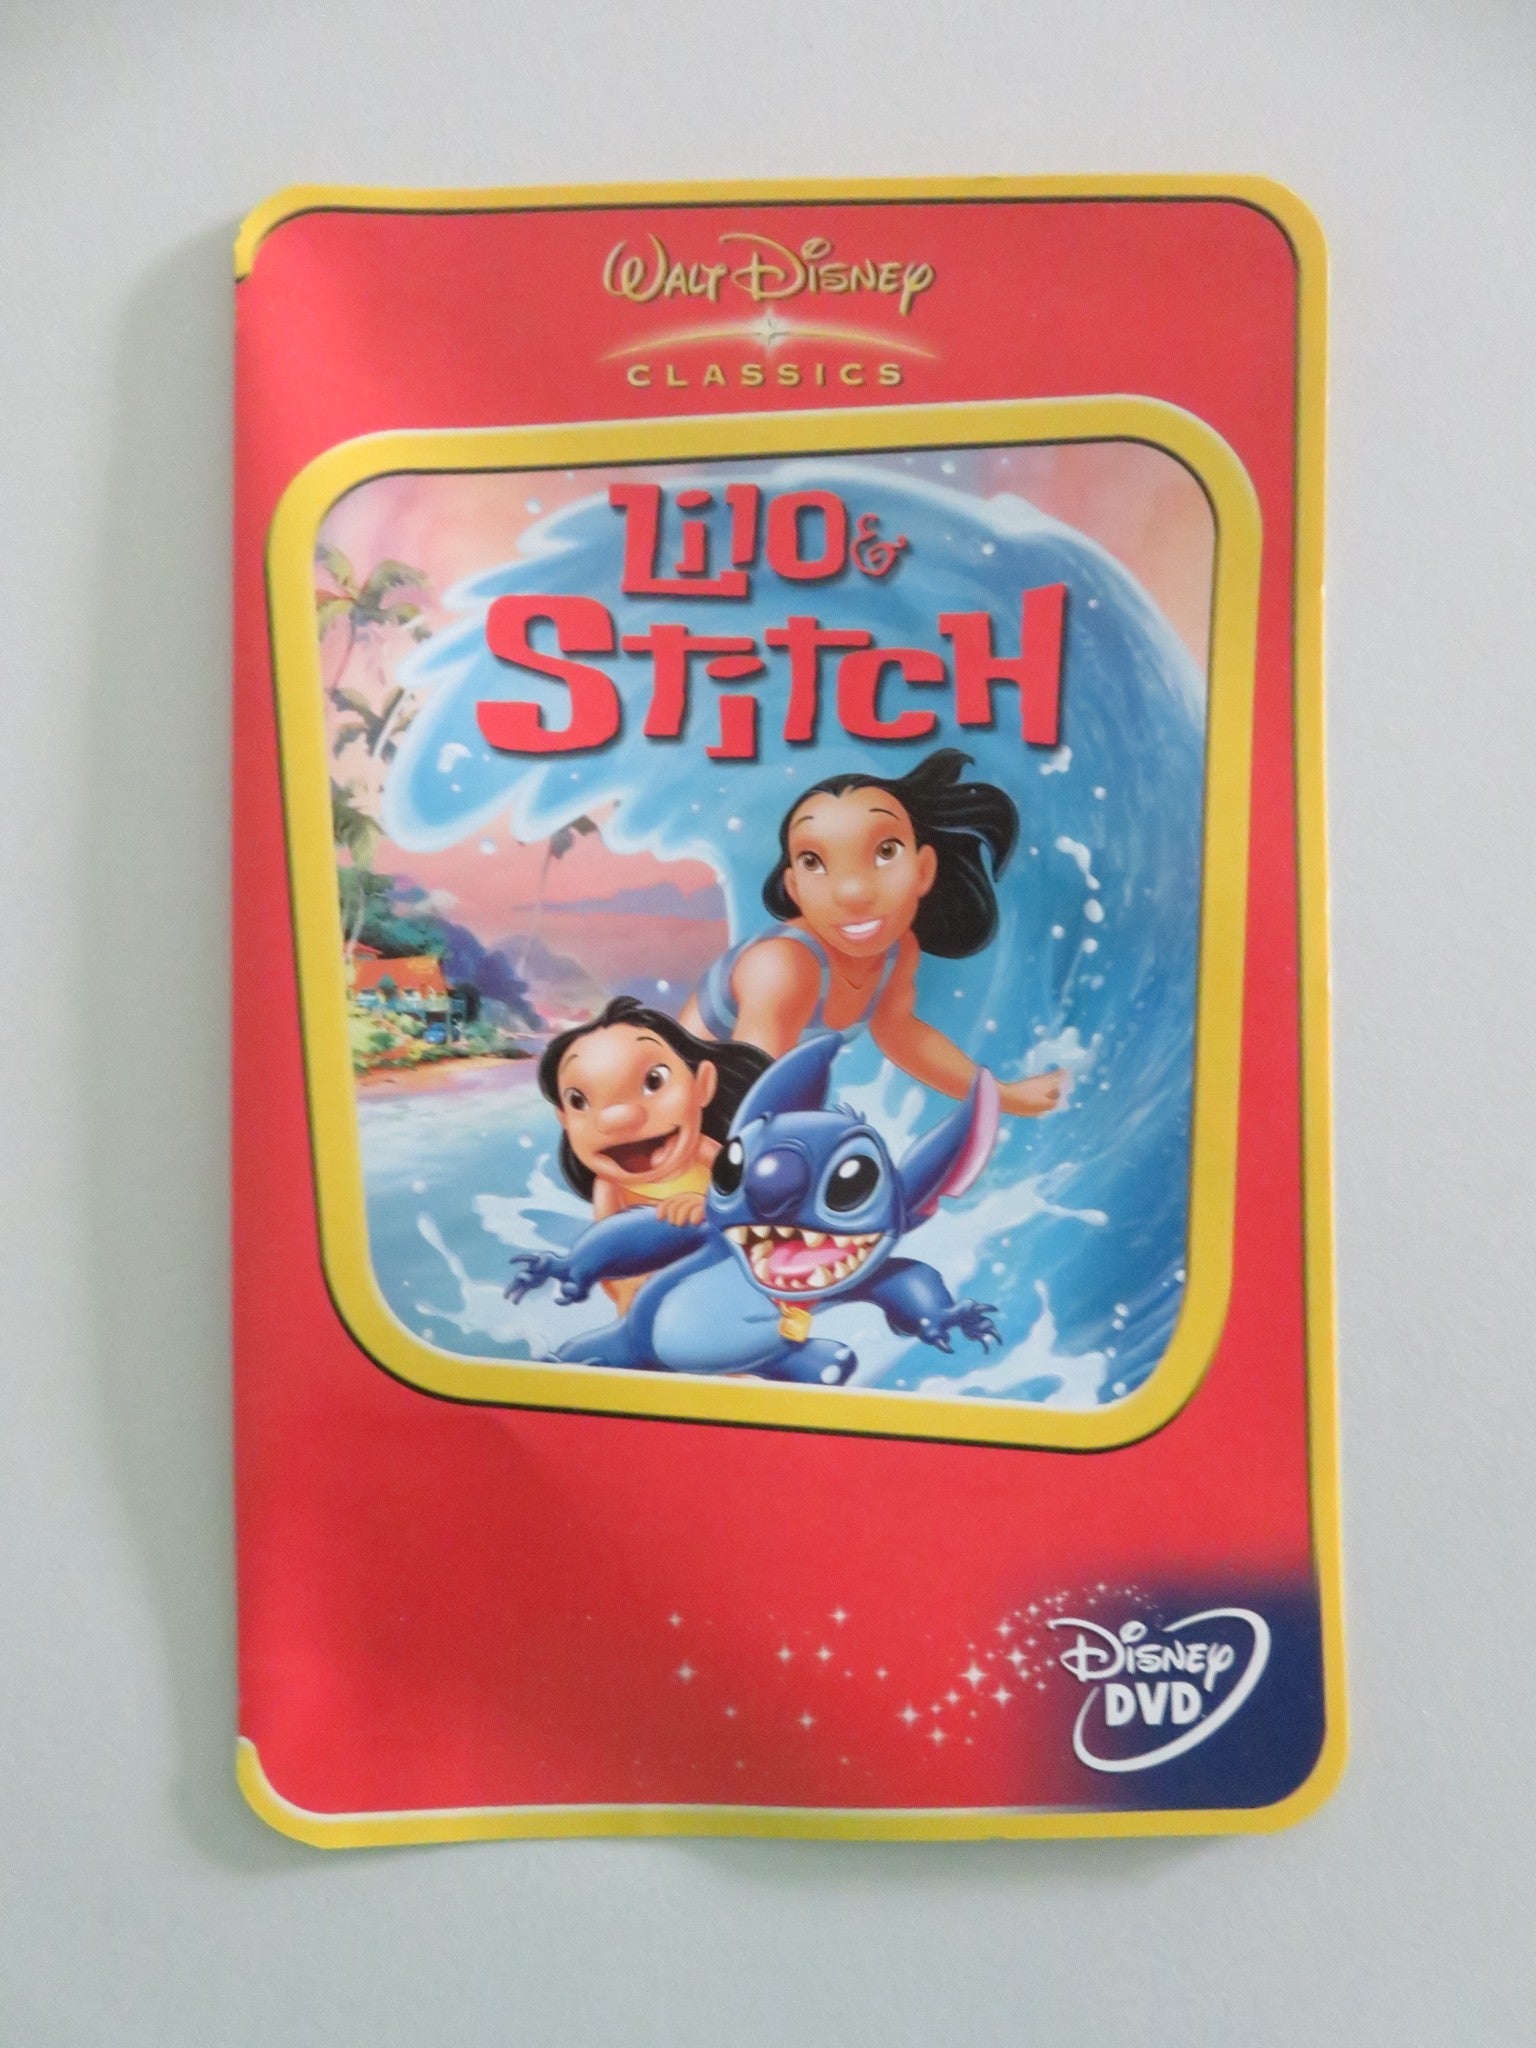 WALT DISNEY
CLASSICS
Lilo &
STitcH
DISNEY
DVD